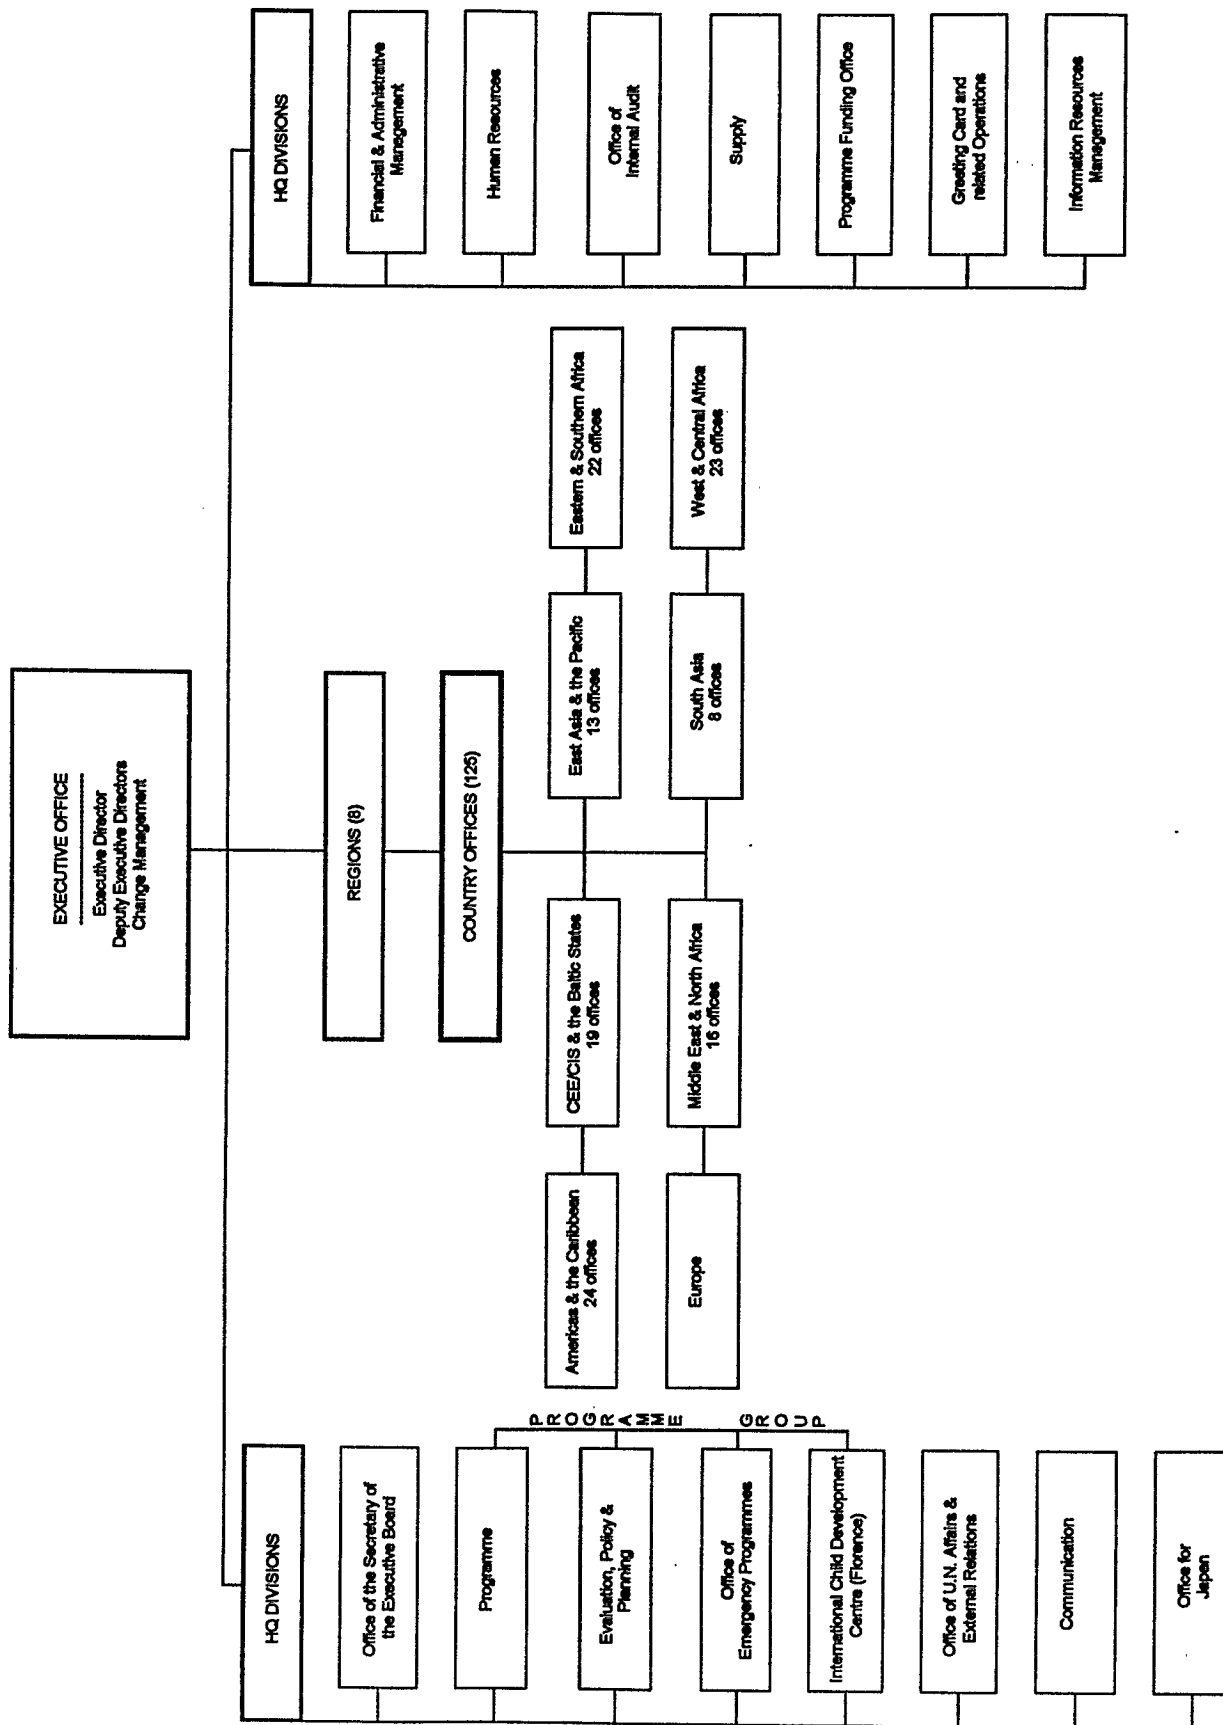 EXECUTIVE OFFICE
Executive Director
Deputy Executive Directors
Change Management
HQ DIVISIONS
HQ DIVISIONS
REGIONS (8)
COUNTRY OFFICES (125)
Office of the Secretary of
the Executive Board
Programme
Evaluation, Policy &
Planning
Office of
Emergency Programmes
International Child Development
Centre (Florence)
Office of U.N. Affairs &
External Relations
Communication
Office for
Japan
PROGRAMME GROUP
Americas & the Caribbean
24 offices
CEE/CIS & the Baltic States
19 offices
East Asia & the Pacific
13 offices
Eastern & Southern Africa
22 offices
Europe
Middle East & North Africa
16 offices
South Asia
8 offices
West & Central Africa
23 offices
Financial & Administrative
Management
Human Resources
Office of
Internal Audit
Supply
Programme Funding Office
Greeting Card and
related Operations
Information Resources
Management